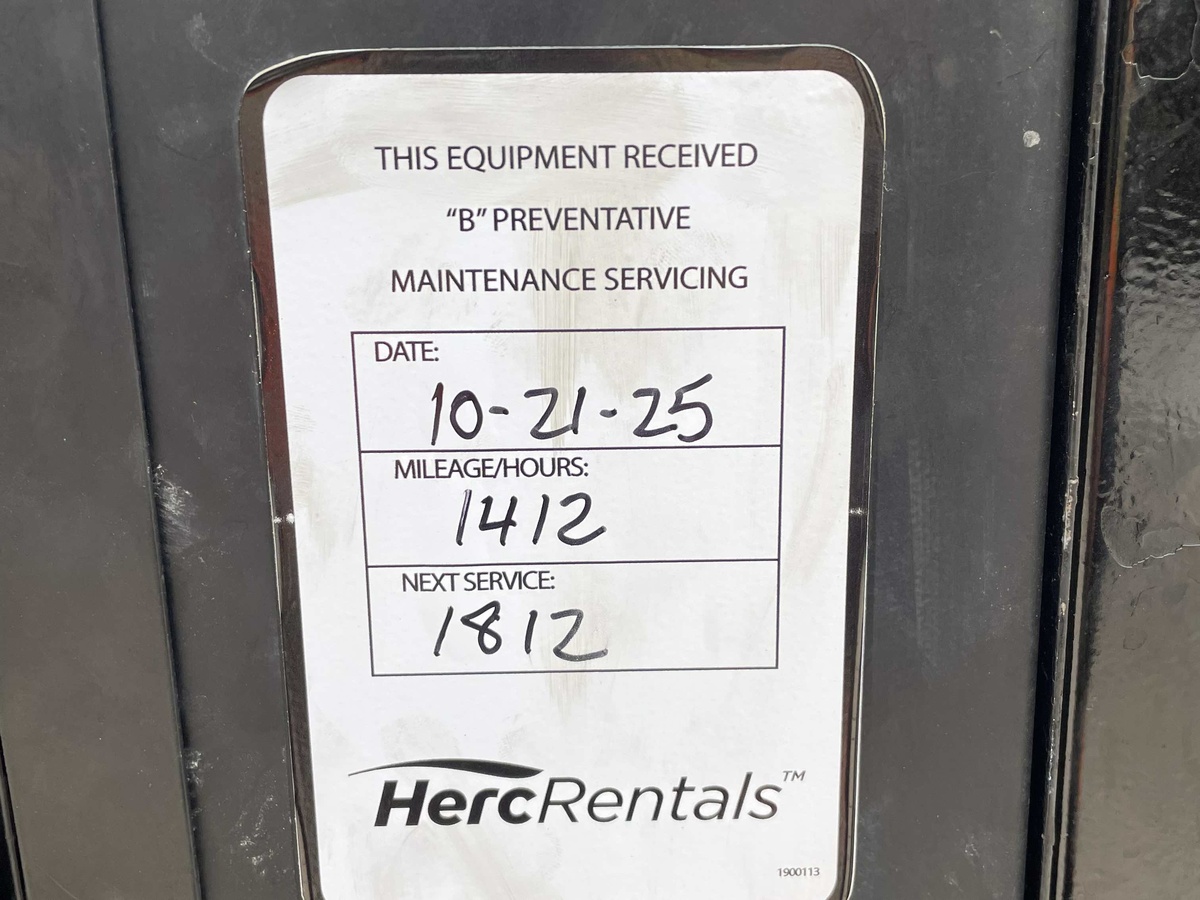 THIS EQUIPMENT RECEIVED
“B” PREVENTATIVE
MAINTENANCE SERVICING
DATE:
10-21-25
MILEAGE/HOURS:
1412
NEXT SERVICE:
1812
HercRentals™
1900113